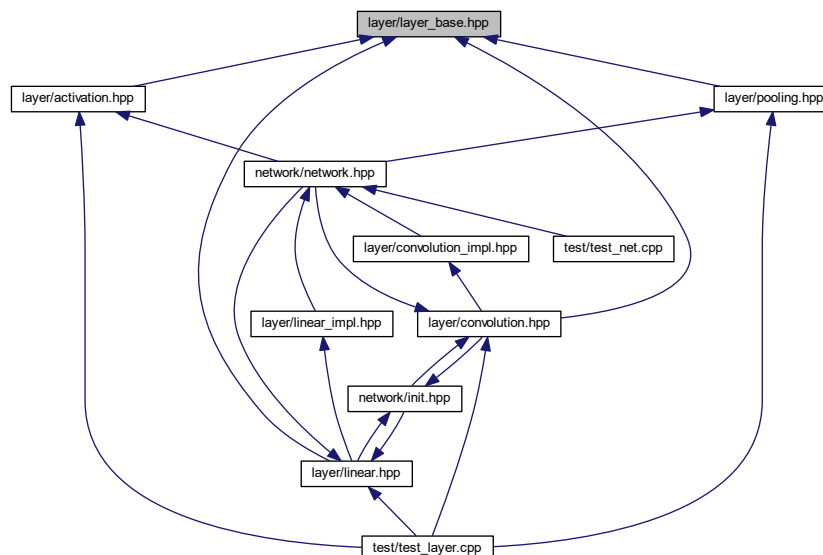 layer/layer_base.hpp
layer/activation.hpp
layer/pooling.hpp
network/network.hpp
layer/convolution_impl.hpp
test/test_net.cpp
layer/linear_impl.hpp
layer/convolution.hpp
network/init.hpp
layer/linear.hpp
test/test_layer.cpp